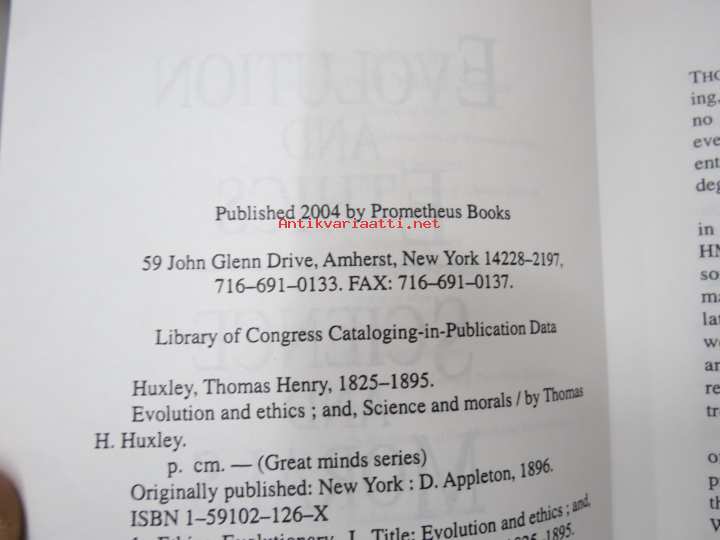 Published 2004 by Prometheus Books
Antikvariaatti.net
59 John Glenn Drive, Amherst, New York 14228–2197,
716–691–0133. FAX: 716–691–0137.
Library of Congress Cataloging-in-Publication Data
Huxley, Thomas Henry, 1825–1895.
Evolution and ethics ; and, Science and morals / by Thomas
H. Huxley.
p. cm. — (Great minds series)
Originally published: New York : D. Appleton, 1896.
ISBN 1–59102–126–X
Title: Evolution and ethics ; and,
1895.
THO
ing,
no
eve
ent
deg
in
HN
so
ma
lat
we
an
re
tr
of
p
th
W